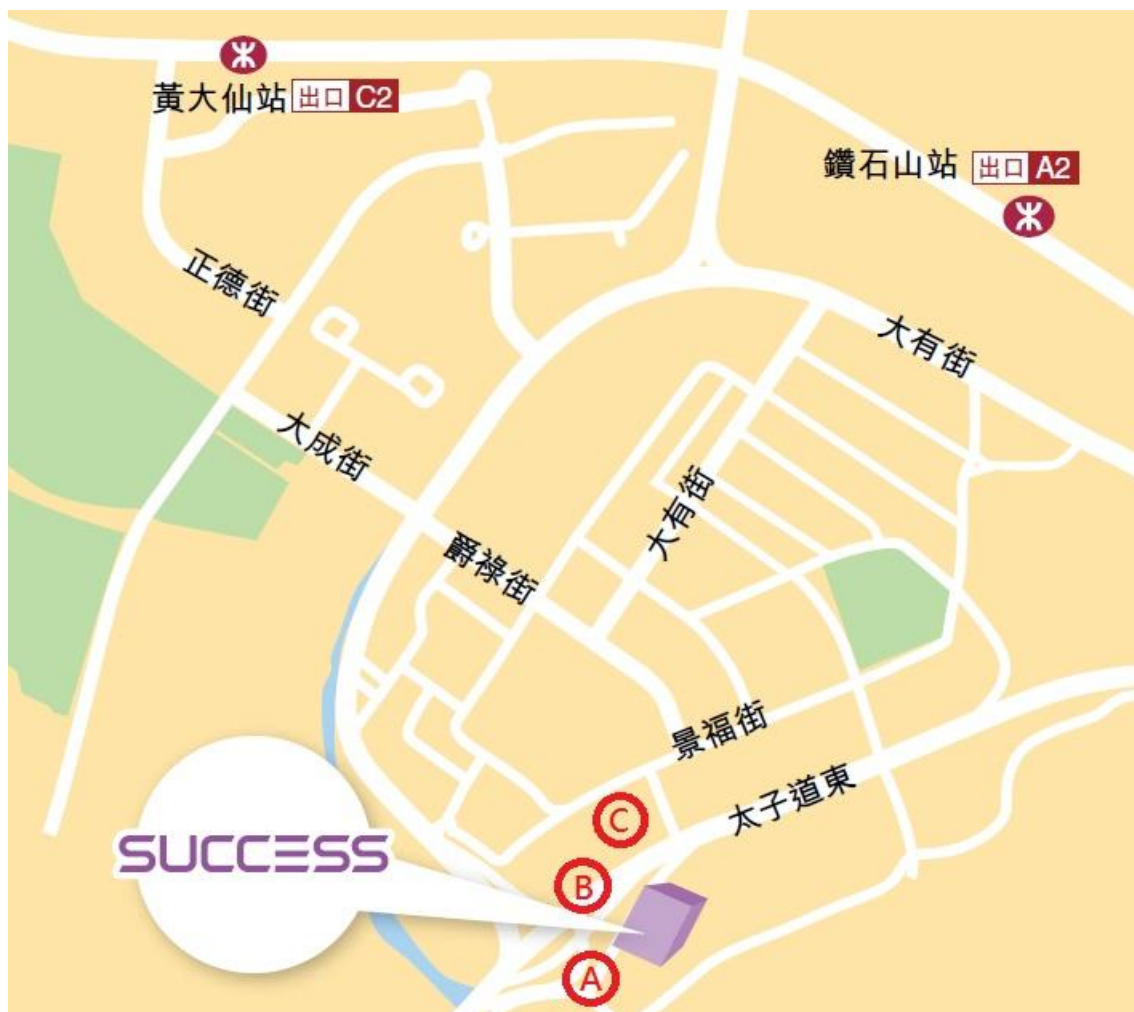 黃大仙站 出口 C2
鑽石山站 出口 A2
正德街
大有街
大成街
大有街
爵祿街
景福街
太子道東
C
SUCCESS
B
A